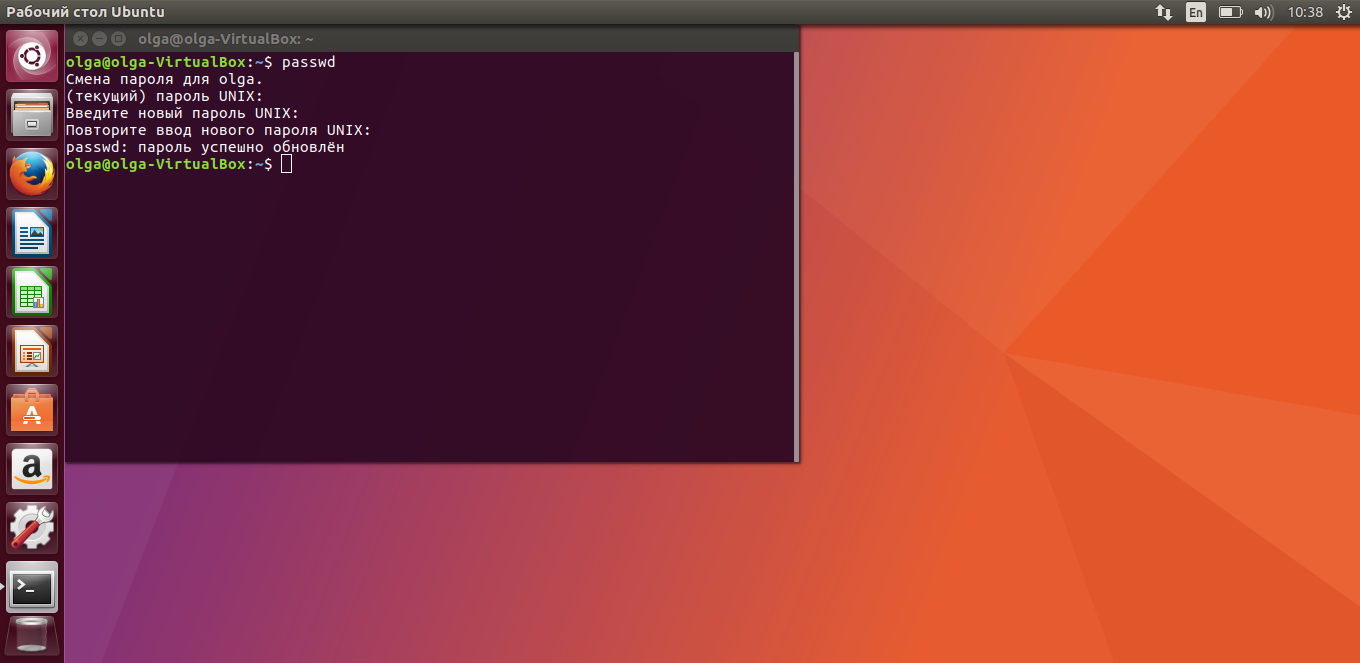 Рабочий стол Ubuntu
En
10:38
olga@olga-VirtualBox: ~
olga@olga-VirtualBox:~$ passwd
Смена пароля для olga.
(текущий) пароль UNIX:
Введите новый пароль UNIX:
Повторите ввод нового пароля UNIX:
passwd: пароль успешно обновлён
olga@olga-VirtualBox:~$